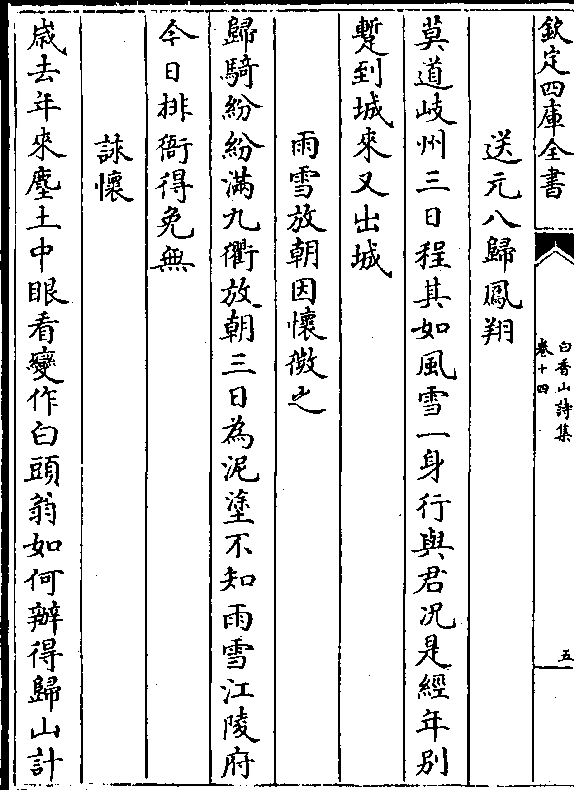 欽定四庫全書
白香山詩集
卷十四
五
送元八歸鳳翔
莫道岐州三日程其如風雪一身行與君况是經年别
蹔到城來又出城
雨雪放朝因懷微之
歸騎紛紛滿九衢放朝三日為泥塗不知雨雪江陵府
今日排衙得免無
詠懷
嵗去年來塵土中眼看變作白頭翁如何辦得歸山計